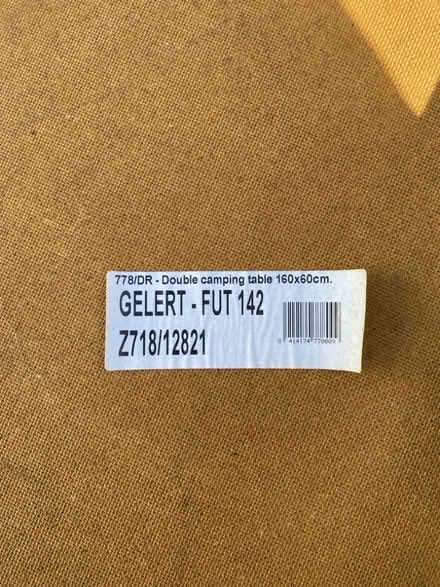 778/DR - Double camping table 160x60cm.
GELERT - FUT 142
Z718/12821